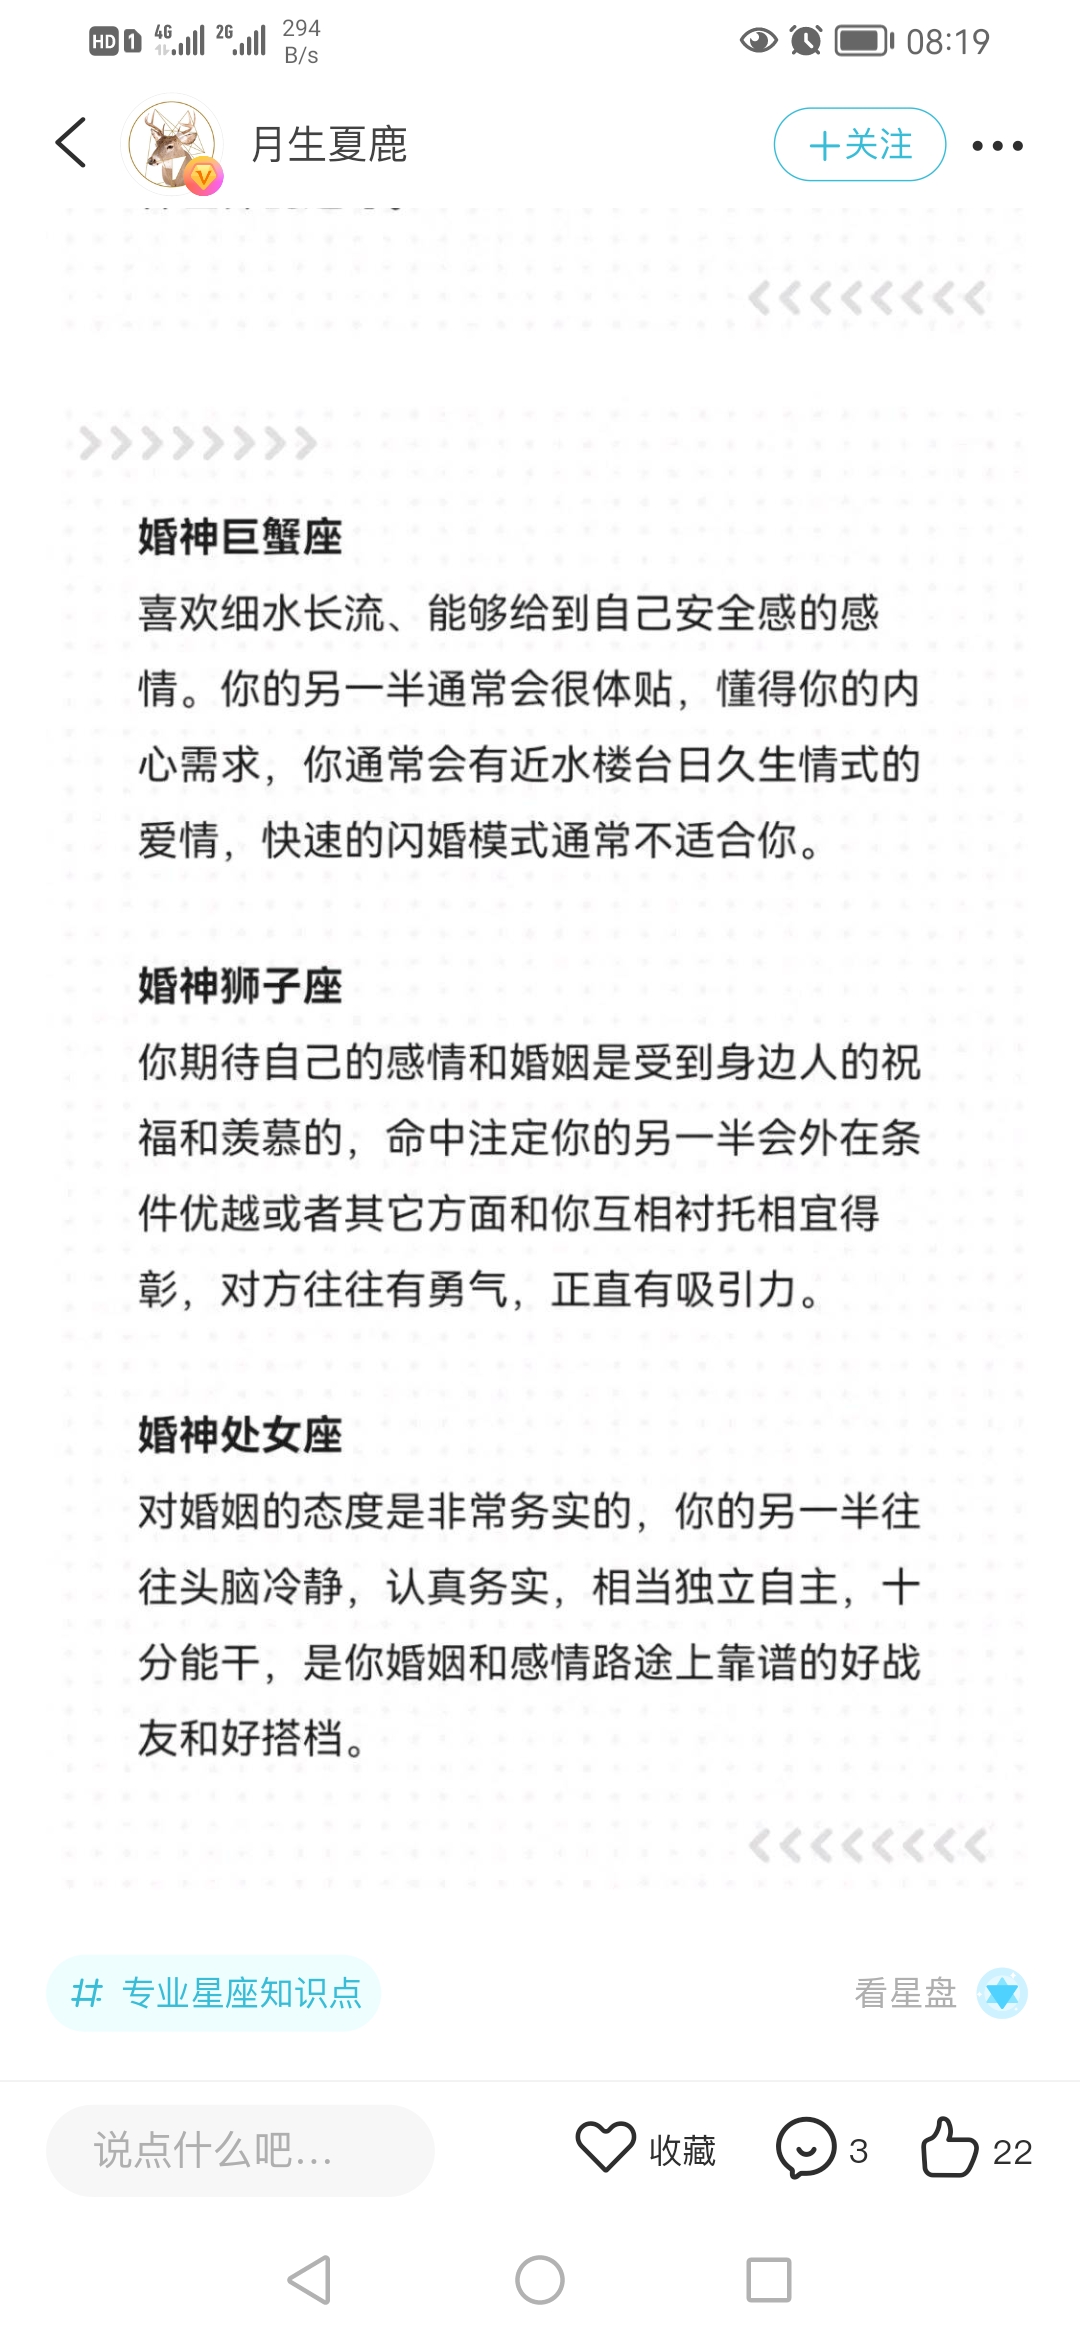 HD 1 4G 2G 294 B/s 08:19
月生夏鹿
+关注
婚神巨蟹座
喜欢细水长流、能够给到自己安全感的感
情。你的另一半通常会很体贴，懂得你的内
心需求，你通常会有近水楼台日久生情式的
爱情，快速的闪婚模式通常不适合你。
婚神狮子座
你期待自己的感情和婚姻是受到身边人的祝
福和羡慕的，命中注定你的另一半会外在条
件优越或者其它方面和你互相衬托相宜得
彰，对方往往有勇气，正直有吸引力。
婚神处女座
对婚姻的态度是非常务实的，你的另一半往
往头脑冷静，认真务实，相当独立自主，十
分能干，是你婚姻和感情路途上靠谱的好战
友和好搭档。
# 专业星座知识点
看星盘
说点什么吧...
收藏
3
22